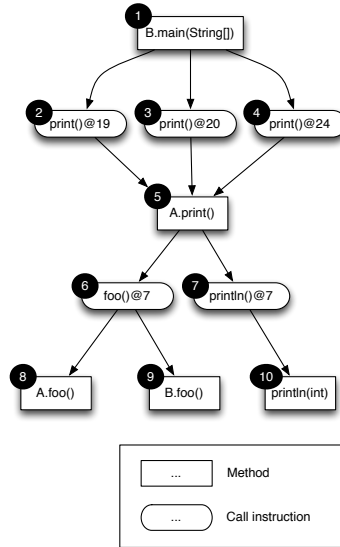 1
B.main(String[])
2
print()@19
3
print()@20
4
print()@24
5
A.print()
6
foo()@7
7
println()@7
8
A.foo()
9
B.foo()
10
println(int)
...
Method
...
Call instruction